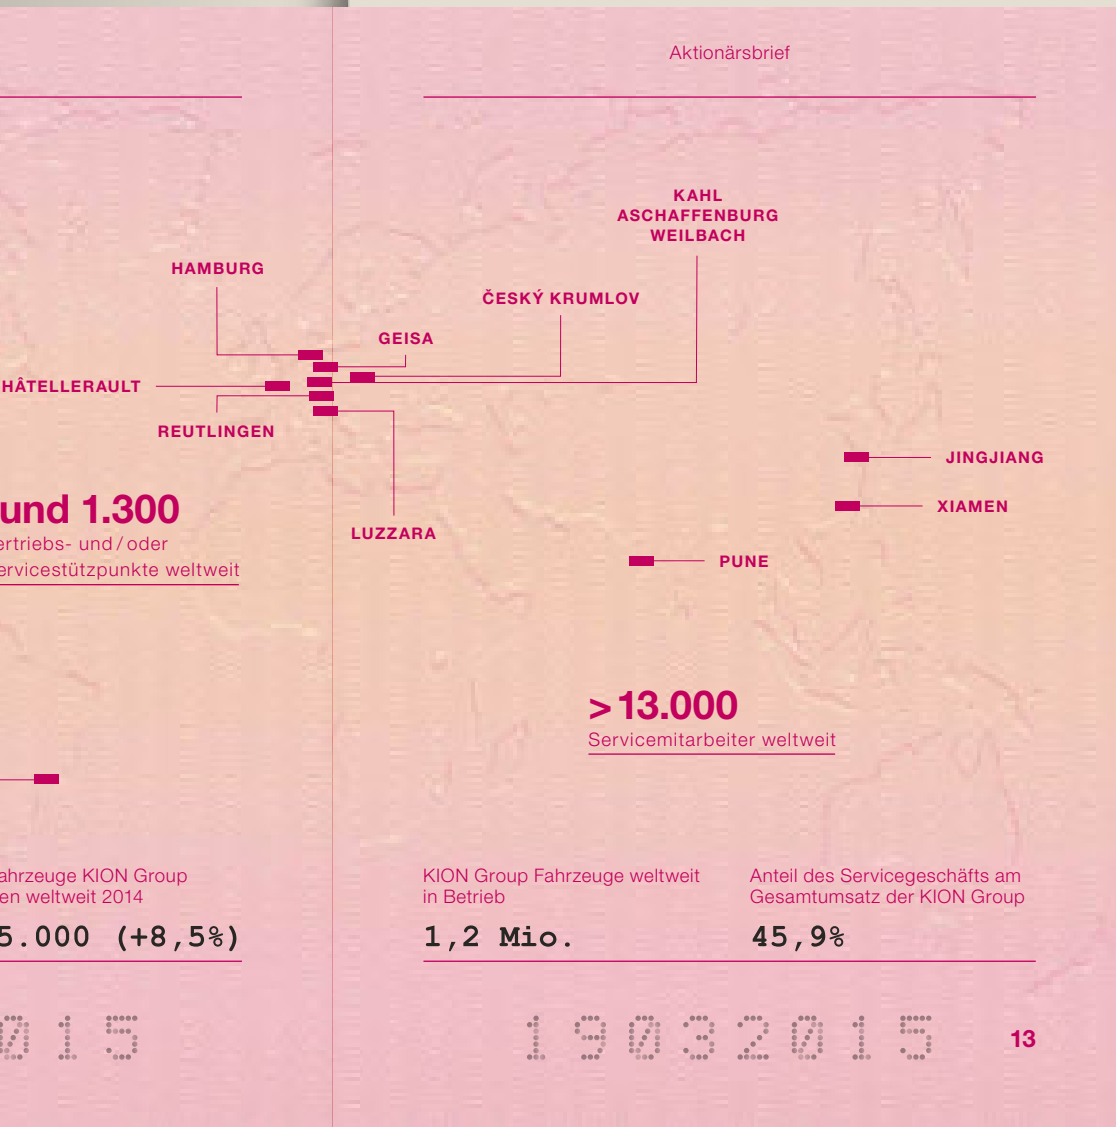 Aktionärsbrief
KAHL
ASCHAFFENBURG
WEILBACH
HAMBURG
ČESKÝ KRUMLOV
GEISA
HÂTELLERAULT
REUTLINGEN
JINGJIANG
XIAMEN
und 1.300
ertriebs- und / oder
ervicestützpunkte weltweit
LUZZARA
PUNE
> 13.000
Servicemitarbeiter weltweit
ahrzeuge KION Group
en weltweit 2014
5.000 (+8,5%)
KION Group Fahrzeuge weltweit
in Betrieb
1,2 Mio.
Anteil des Servicegeschäfts am
Gesamtumsatz der KION Group
45,9%
015
19032015
13